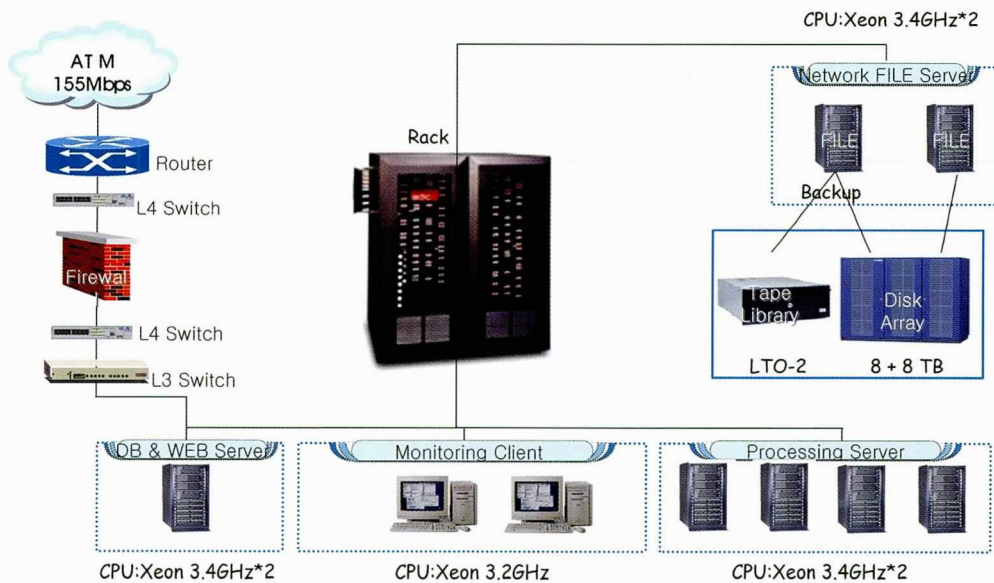 CPU:Xeon 3.4GHz*2
AT M
155Mbps
Network FILE Server
FILE
FILE
Rack
Router
Backup
L4 Switch
Firewal
Tape
Library
Disk
Array
L4 Switch
LTO-2
8 + 8 TB
L3 Switch
DB & WEB Server
Monitoring Client
Processing Server
CPU:Xeon 3.4GHz*2
CPU:Xeon 3.2GHz
CPU:Xeon 3.4GHz*2